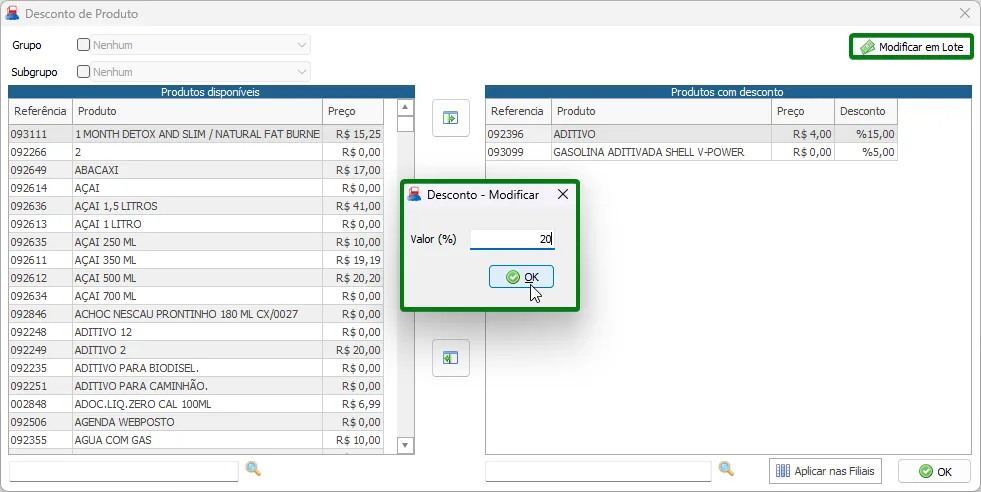 Desconto de Produto
Grupo Nenhum
Modificar em Lote
Subgrupo Nenhum
Produtos disponíveis
Referência Produto Preço
093111 1 MONTH DETOX AND SLIM / NATURAL FAT BURNE R$ 15,25
092266 2 R$ 0,00
092649 ABACAXI R$ 17,00
092614 AÇAI R$ 0,00
092636 AÇAI 1,5 LITROS R$ 41,00
092613 AÇAI 1 LITRO R$ 0,00
092635 AÇAI 250 ML R$ 10,00
092611 AÇAI 350 ML R$ 19,19
092612 AÇAI 500 ML R$ 20,20
092634 AÇAI 700 ML R$ 0,00
092846 ACHOC NESCAU PRONTINHO 180 ML CX/0027 R$ 0,00
092248 ADITIVO 12 R$ 0,00
092249 ADITIVO 2 R$ 20,00
092235 ADITIVO PARA BIODISEL. R$ 0,00
092251 ADITIVO PARA CAMINHÃO. R$ 0,00
002848 ADOC.LIQ.ZERO CAL 100ML R$ 6,99
092506 AGENDA WEBPOSTO R$ 0,00
092355 AGUA COM GAS R$ 10,00
Produtos com desconto
Referencia Produto Preço Desconto
092396 ADITIVO R$ 4,00 %15,00
093099 GASOLINA ADITIVADA SHELL V-POWER R$ 0,00 %5,00
Desconto - Modificar
Valor (%) 20
OK
Aplicar nas Filiais
OK